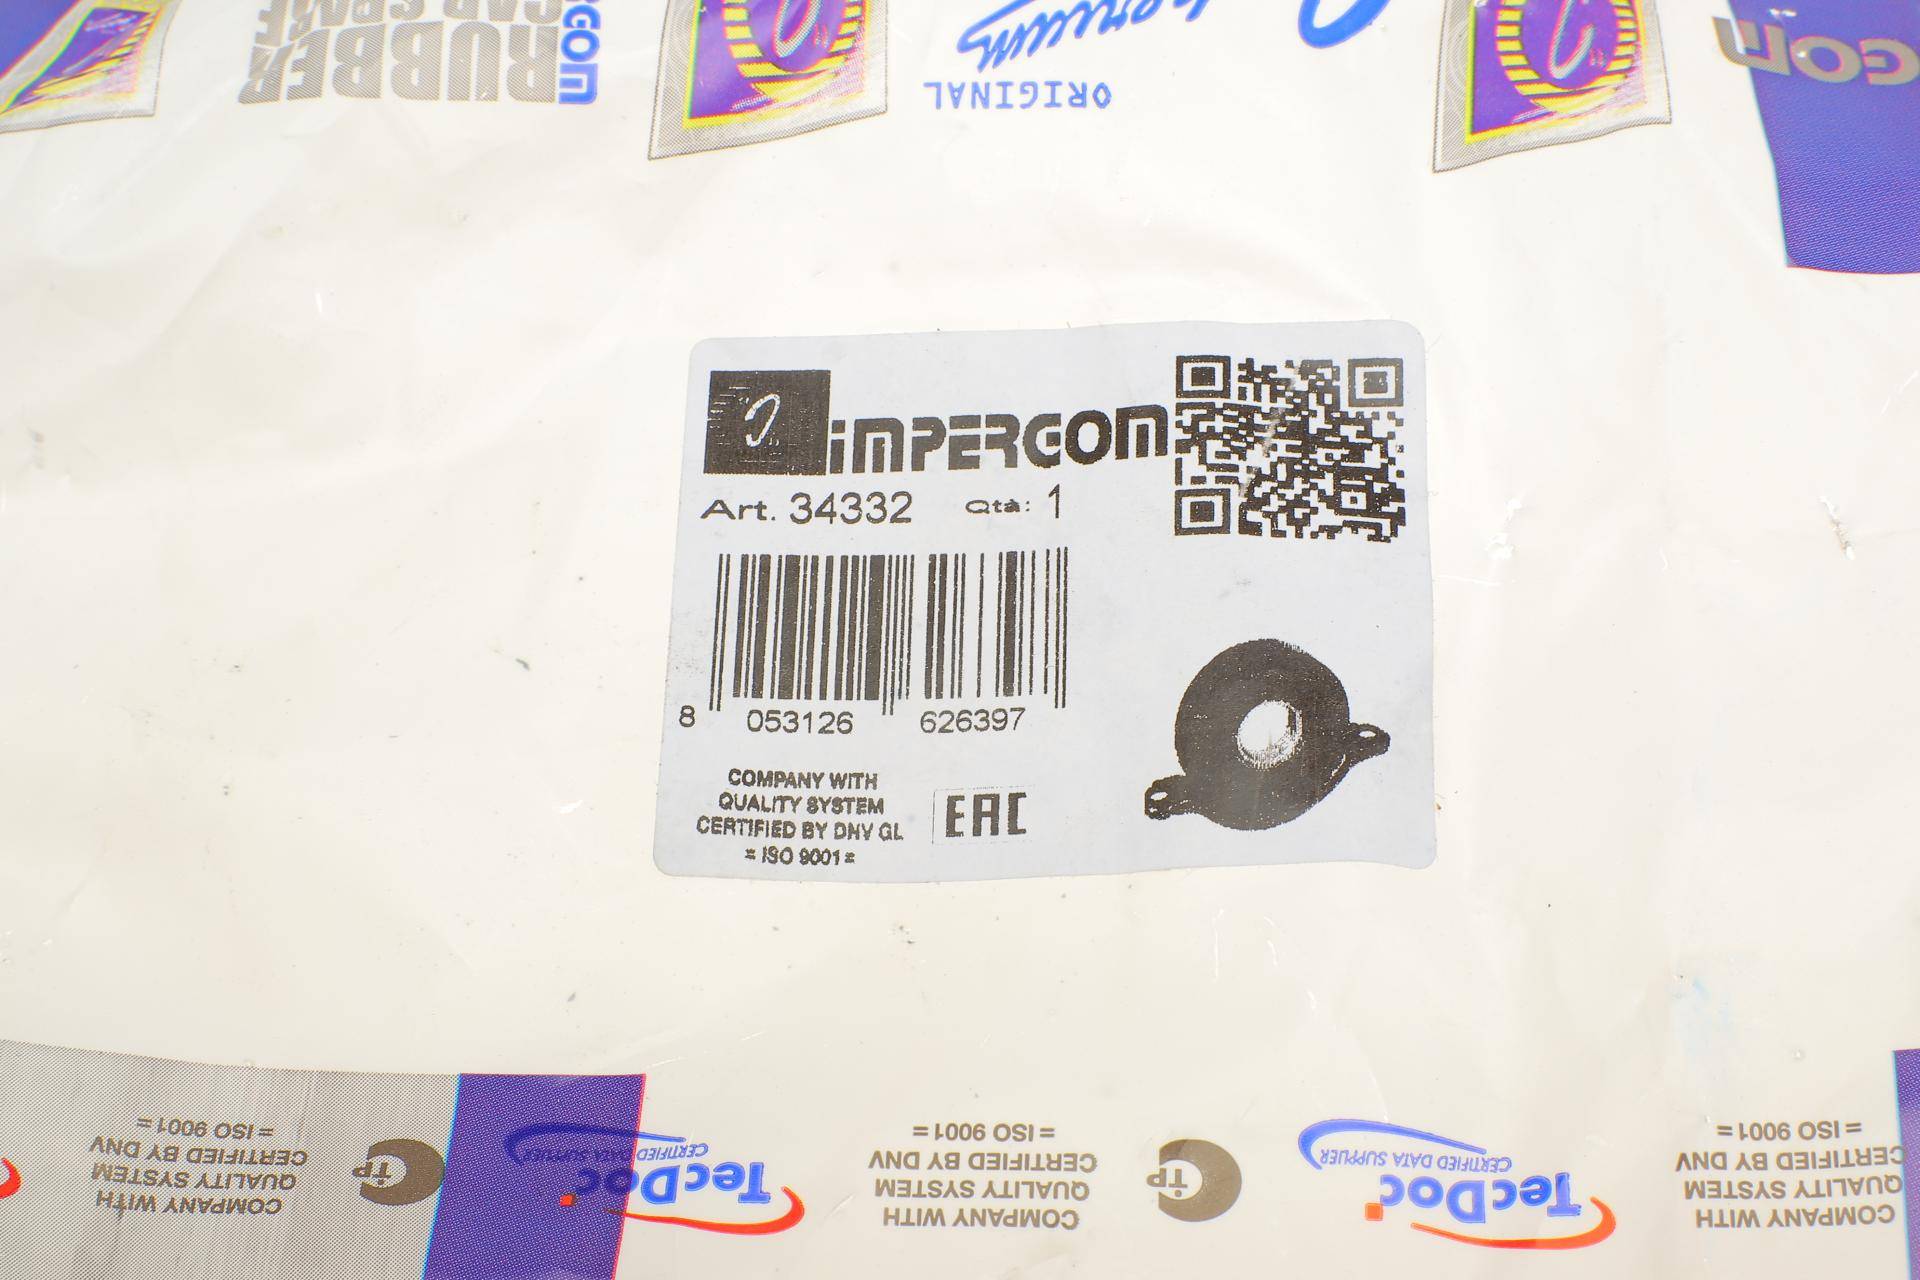 GOM
RUBBER
CAR SPARE
ORIGINAL
GOM
IMPERGOM
Art. 34332 Qtà: 1
8 053126 626397
COMPANY WITH
QUALITY SYSTEM
CERTIFIED BY DNV GL
= ISO 9001 =
EAC
COMPANY WITH
QUALITY SYSTEM
CERTIFIED BY DNV
= ISO 9001 =
TecDoc
CERTIFIED DATA SUPPLIER
COMPANY WITH
QUALITY SYSTEM
CERTIFIED BY DNV
= ISO 9001 =
TecDoc
CERTIFIED DATA SUPPLIER
COMPANY WITH
QUALITY SYSTEM
CERTIFIED BY DNV
= ISO 9001 =